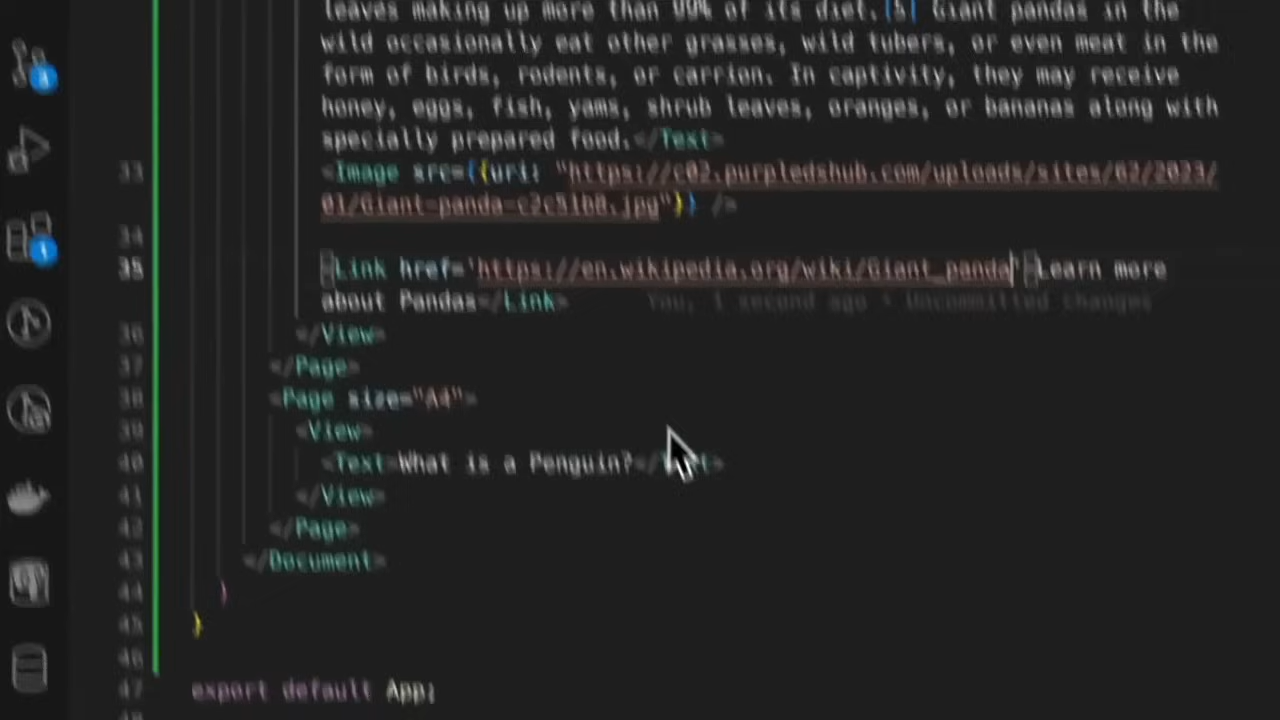 leaves making up more than 99% of its diet.[5] Giant pandas in the
wild occasionally eat other grasses, wild tubers, or even meat in the
form of birds, rodents, or carrion. In captivity, they may receive
honey, eggs, fish, yams, shrub leaves, oranges, or bananas along with
specially prepared food.</Text>
33 <Image src={{uri: "https://c02.purpledshub.com/uploads/sites/62/2023/
01/Giant-panda-c2c51b8.jpg"}} />
34
35 <Link href='https://en.wikipedia.org/wiki/Giant_panda'>Learn more
about Pandas</Link> You, 1 second ago • Uncommitted changes
36 </View>
37 </Page>
38 <Page size="A4">
39 <View>
40 <Text>What is a Penguin?</Text>
41 </View>
42 </Page>
43 </Document>
44 )
45 }
46
47 export default App;
48